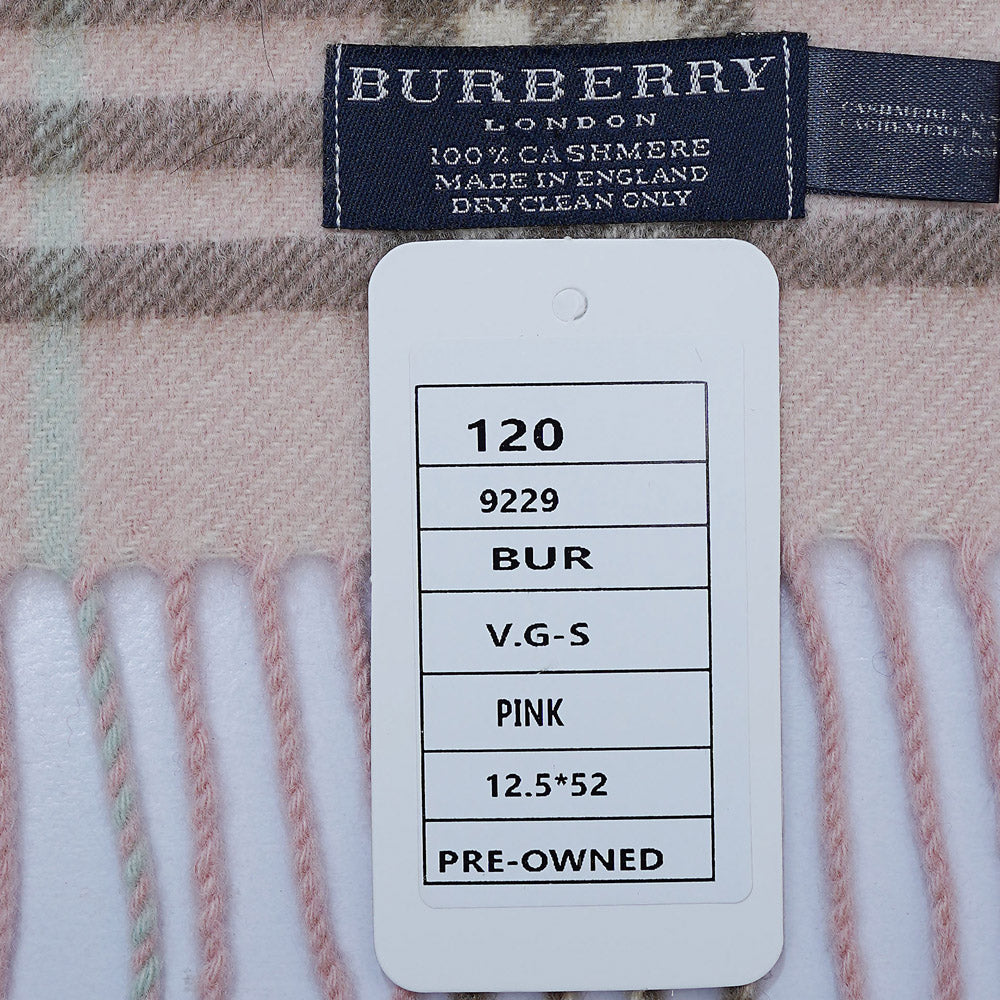 BURBERRY
LONDON
100% CASHMERE
MADE IN ENGLAND
DRY CLEAN ONLY
CASHMERE
120
9229
BUR
V.G-S
PINK
12.5*52
PRE-OWNED